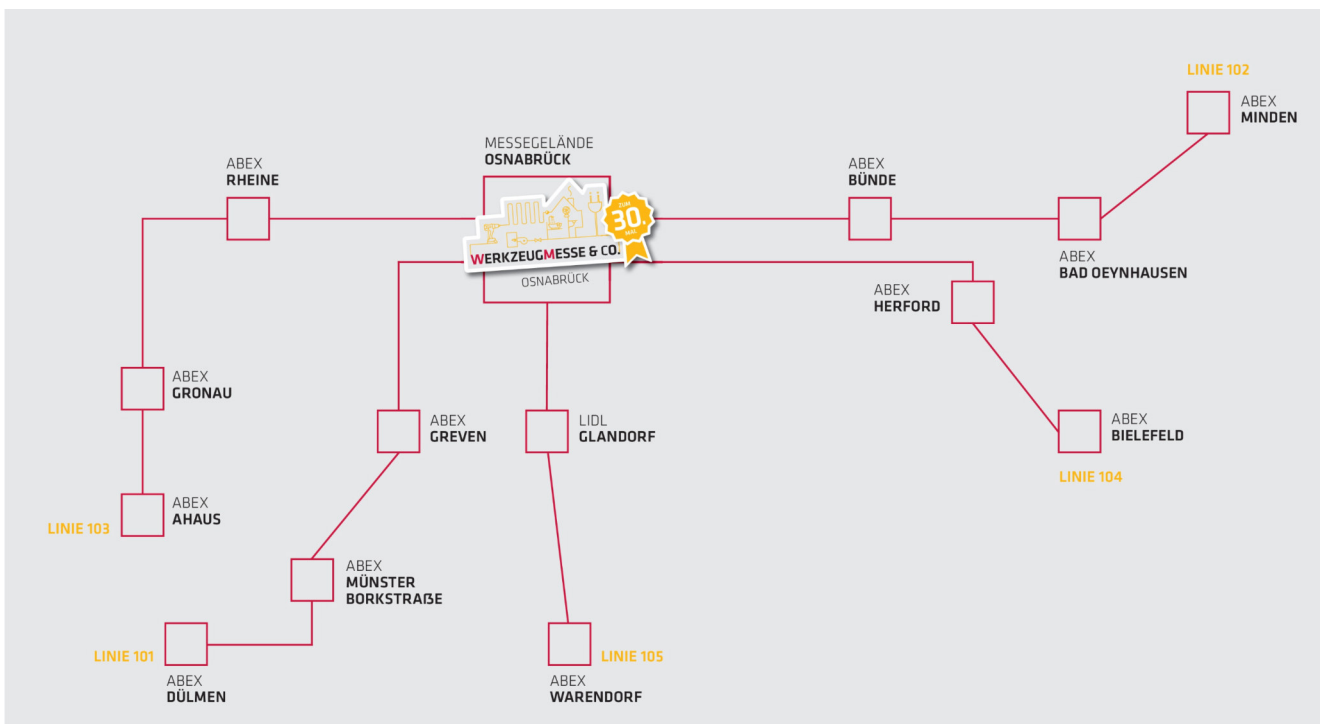 LINIE 102
ABEX
MINDEN
MESSEGELÄNDE
OSNABRÜCK
ABEX
RHEINE
ABEX
BÜNDE
ZUM
30.
MAL
WERKZEUGMESSE & CO.
OSNABRÜCK
ABEX
BAD OEYNHAUSEN
ABEX
HERFORD
ABEX
GRONAU
ABEX
GREVEN
LIDL
GLANDORF
ABEX
BIELEFELD
LINIE 104
ABEX
AHAUS
LINIE 103
ABEX
MÜNSTER
BORKSTRAẞE
LINIE 101
ABEX
DÜLMEN
LINIE 105
ABEX
WARENDORF